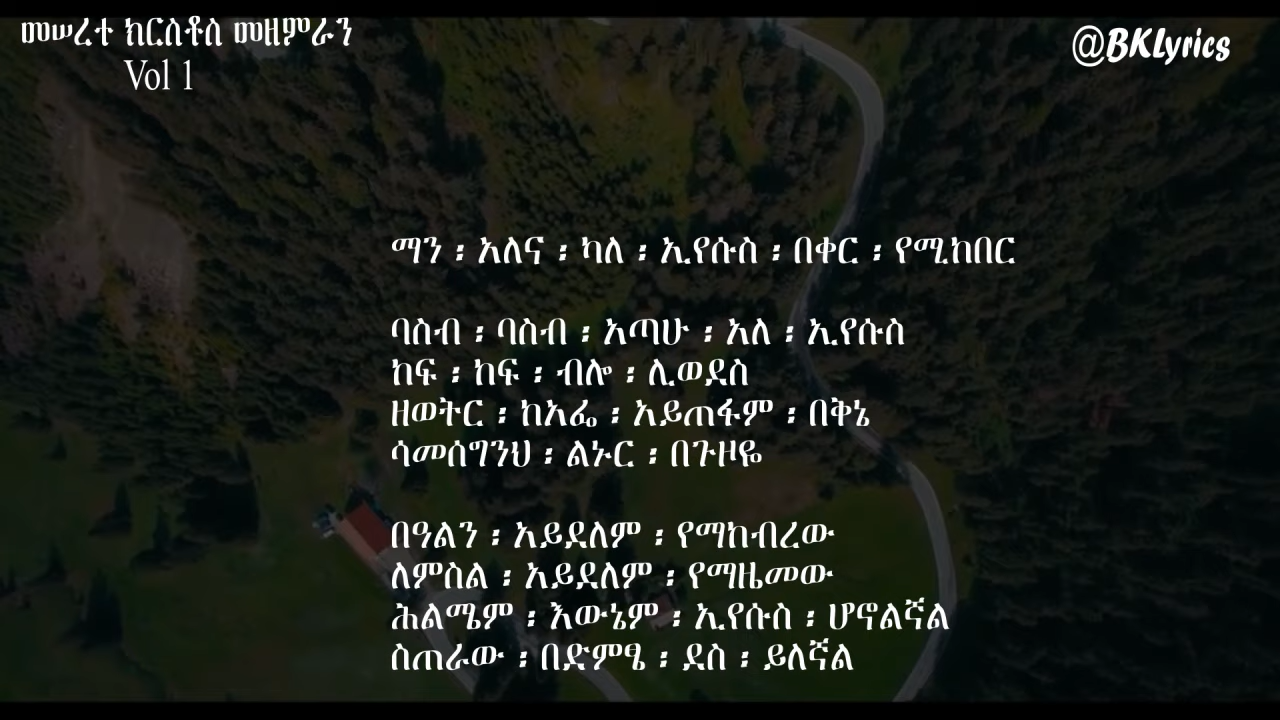 መሠረተ ክርስቶስ መዘምራን
Vol 1
@BKLyrics
ማን ፡ አለና ፡ ካለ ፡ ኢየሱስ ፡ በቀር ፡ የሚከበር
ባስብ ፡ ባስብ ፡ አጣሁ ፡ አለ ፡ ኢየሱስ
ከፍ ፡ ከፍ ፡ ብሎ ፡ ሊወደስ
ዘወትር ፡ ከአፌ ፡ አይጠፋም ፡ በቅኔ
ሳመሰግንህ ፡ ልኑር ፡ በጉዞዬ
በዓልን ፡ አይደለም ፡ የማከብረው
ለምስል ፡ አይደለም ፡ የማዜመው
ሕልሜም ፡ እውኔም ፡ ኢየሱስ ፡ ሆኖልኛል
ስጠራው ፡ በድምፄ ፡ ደስ ፡ ይለኛል